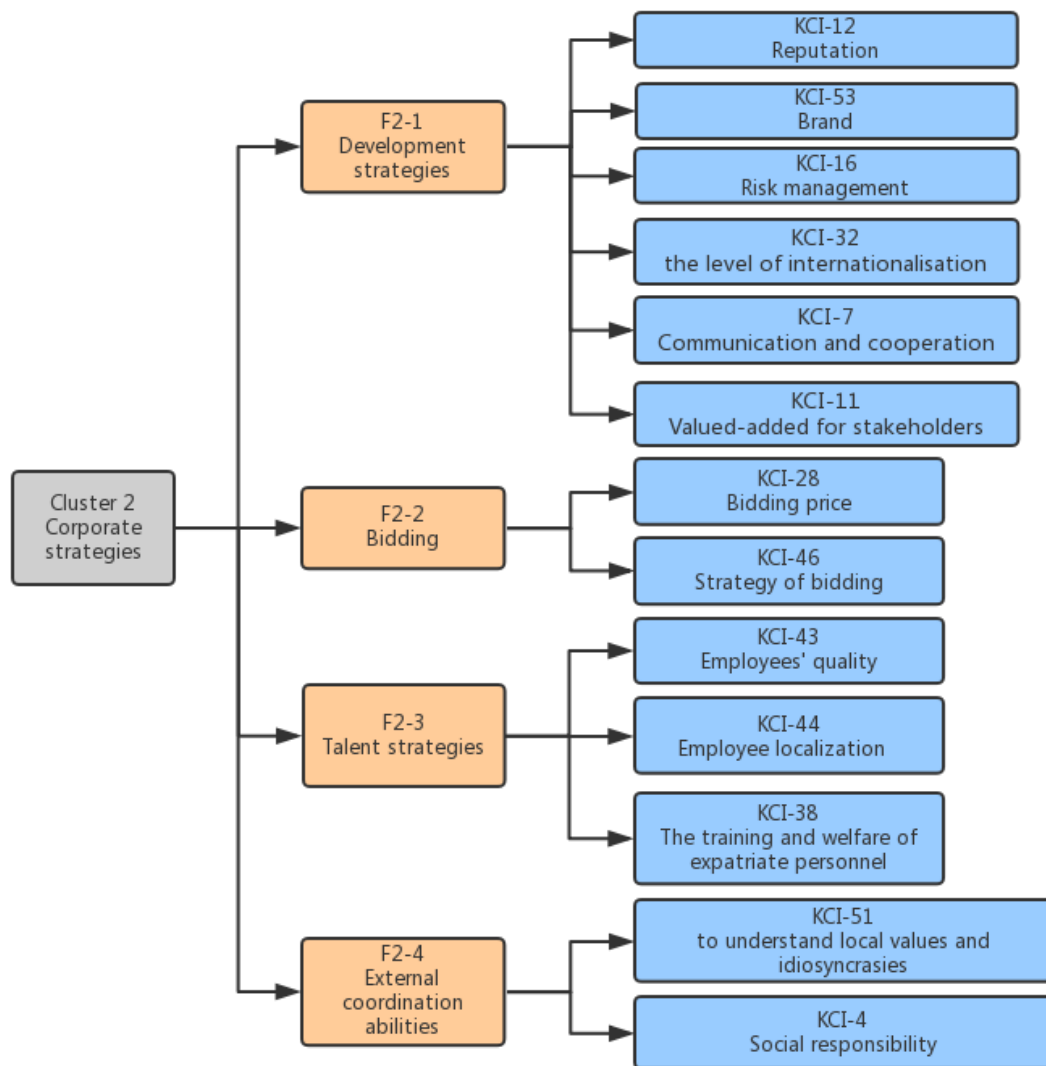 Cluster 2
Corporate
strategies
F2-1
Development
strategies
KCI-12
Reputation
KCI-53
Brand
KCI-16
Risk management
KCI-32
the level of internationalisation
KCI-7
Communication and cooperation
KCI-11
Valued-added for stakeholders
F2-2
Bidding
KCI-28
Bidding price
KCI-46
Strategy of bidding
F2-3
Talent strategies
KCI-43
Employees' quality
KCI-44
Employee localization
KCI-38
The training and welfare of
expatriate personnel
F2-4
External
coordination
abilities
KCI-51
to understand local values and
idiosyncrasies
KCI-4
Social responsibility